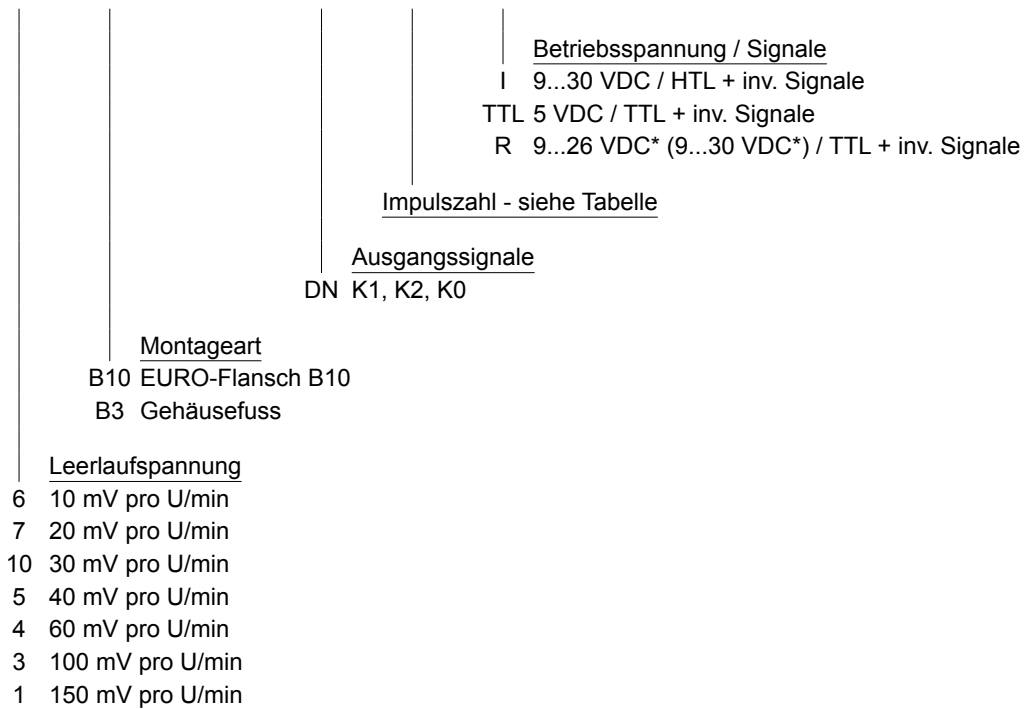 Betriebsspannung / Signale
I 9...30 VDC / HTL + inv. Signale
TTL 5 VDC / TTL + inv. Signale
R 9...26 VDC* (9...30 VDC*) / TTL + inv. Signale
Impulszahl - siehe Tabelle
Ausgangssignale
DN K1, K2, K0
Montageart
B10 EURO-Flansch B10
B3 Gehäusefuss
Leerlaufspannung
6 10 mV pro U/min
7 20 mV pro U/min
10 30 mV pro U/min
5 40 mV pro U/min
4 60 mV pro U/min
3 100 mV pro U/min
1 150 mV pro U/min